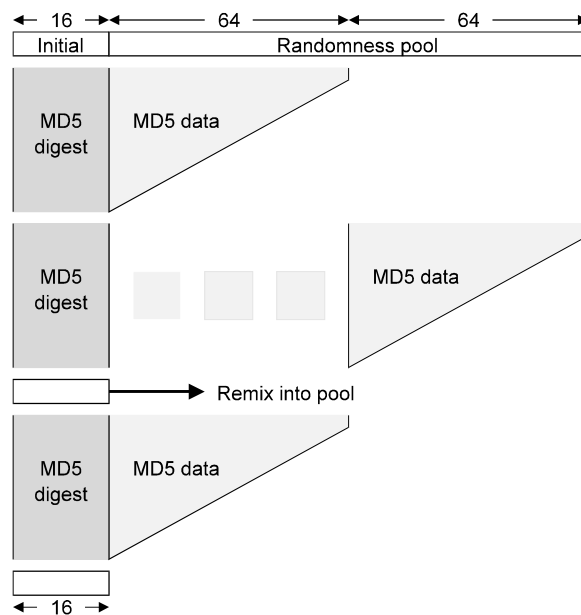 16 64 64
Initial Randomness pool
MD5
digest
MD5 data
MD5
digest
MD5 data
Remix into pool
MD5
digest
MD5 data
16